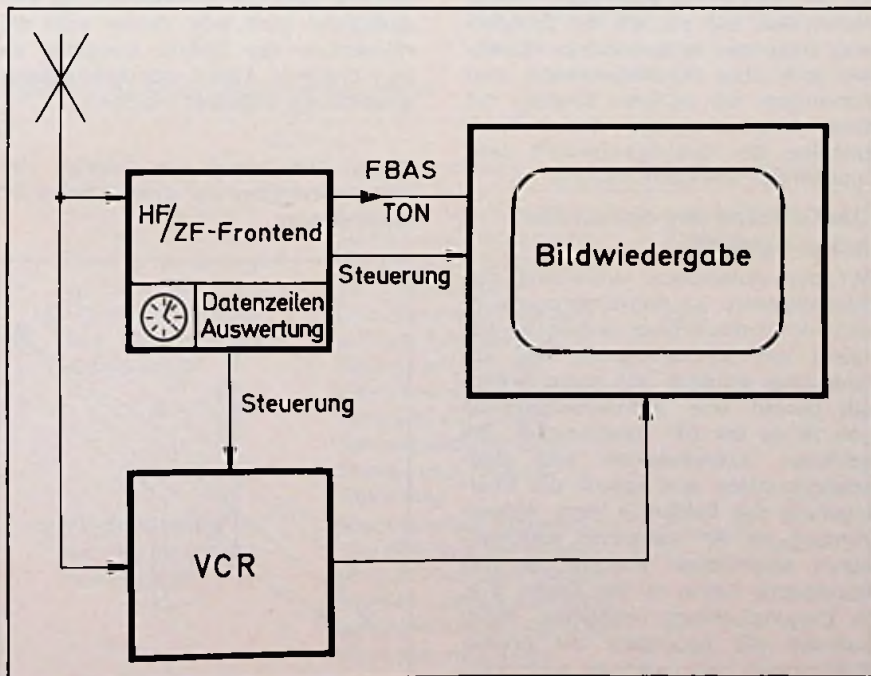 FBAS
TON
HF/ZF-Frontend
Steuerung
Bildwiedergabe
Datenzeilen
Auswertung
Steuerung
VCR